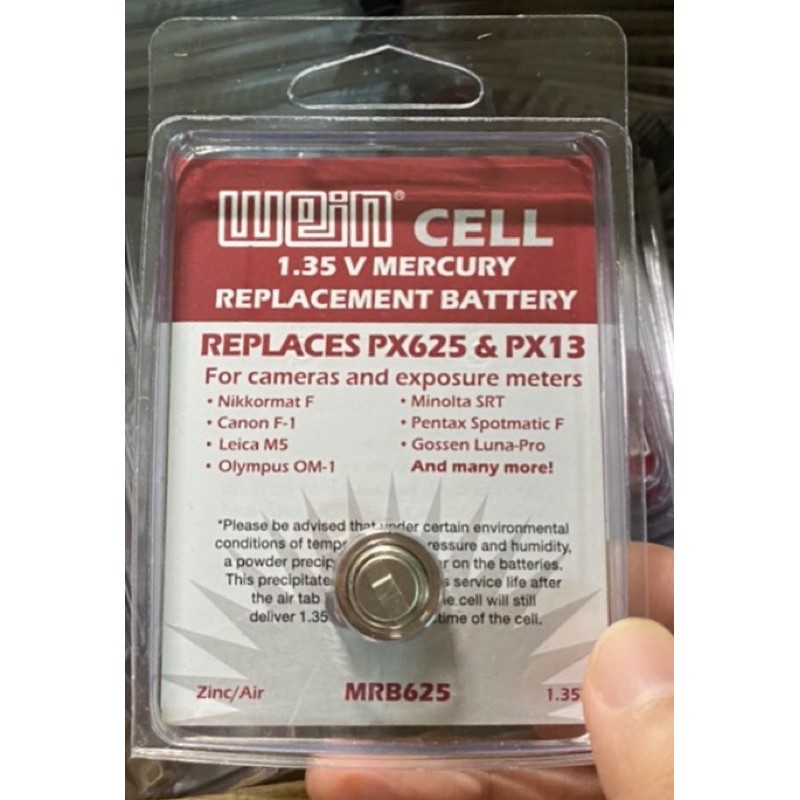 wein® CELL
1.35 V MERCURY
REPLACEMENT BATTERY
REPLACES PX625 & PX13
For cameras and exposure meters
• Nikkormat F
• Canon F-1
• Leica M5
• Olympus OM-1
• Minolta SRT
• Pentax Spotmatic F
• Gossen Luna-Pro
And many more!
*Please be advised that under certain environmental
conditions of ressure and humidity,
a powder on the batteries.
This precipitate service life after
the air tab cell will still
deliver 1.35 time of the cell.
Zinc/Air MRB625 1.35